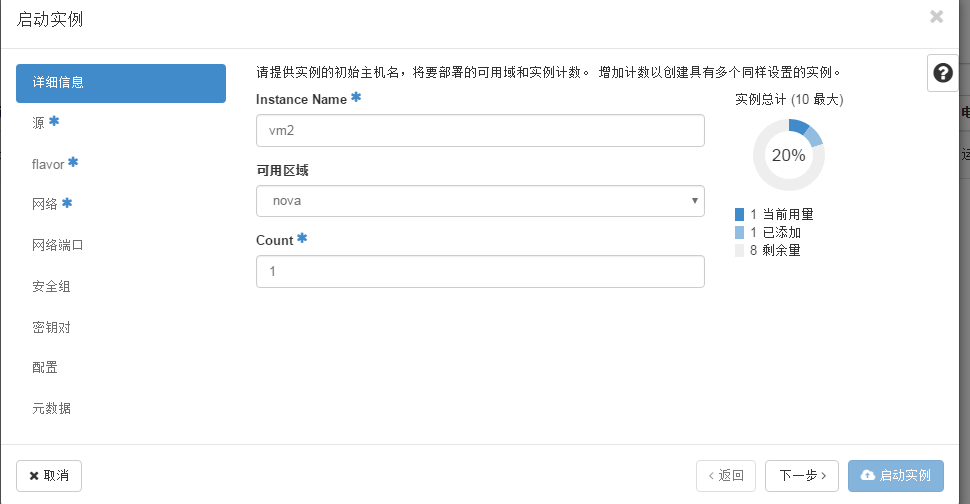 启动实例
详细信息
源
flavor
网络
网络端口
安全组
密钥对
配置
元数据
请提供实例的初始主机名，将要部署的可用域和实例计数。 增加计数以创建具有多个同样设置的实例。
Instance Name
vm2
可用区域
nova
Count
1
实例总计 (10 最大)
20%
1 当前用量
1 已添加
8 剩余量
电
运
取消
返回
下一步
启动实例